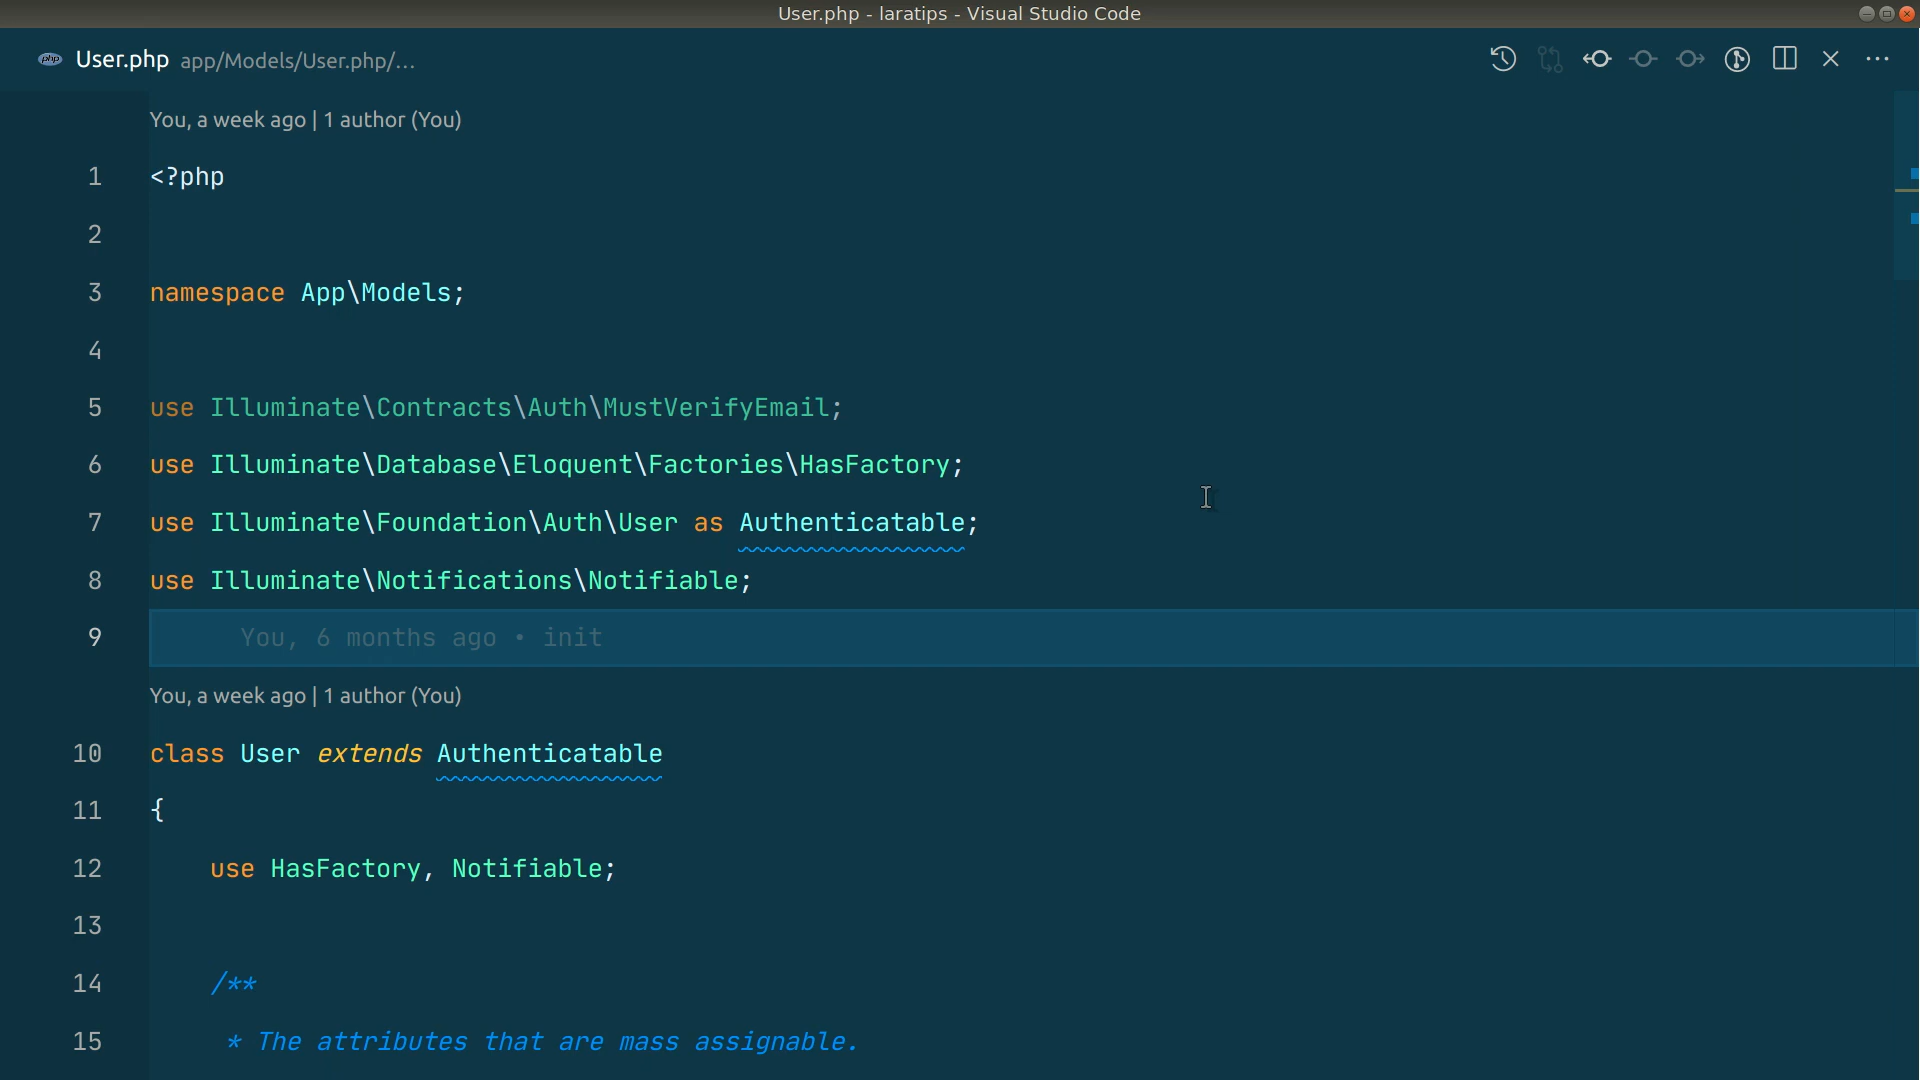 User.php - laratips - Visual Studio Code
php User.php app/Models/User.php/...
You, a week ago | 1 author (You)
1 <?php
2
3 namespace App\Models;
4
5 use Illuminate\Contracts\Auth\MustVerifyEmail;
6 use Illuminate\Database\Eloquent\Factories\HasFactory;
7 use Illuminate\Foundation\Auth\User as Authenticatable;
8 use Illuminate\Notifications\Notifiable;
9 You, 6 months ago • init
You, a week ago | 1 author (You)
10 class User extends Authenticatable
11 {
12 use HasFactory, Notifiable;
13
14 /**
15 * The attributes that are mass assignable.